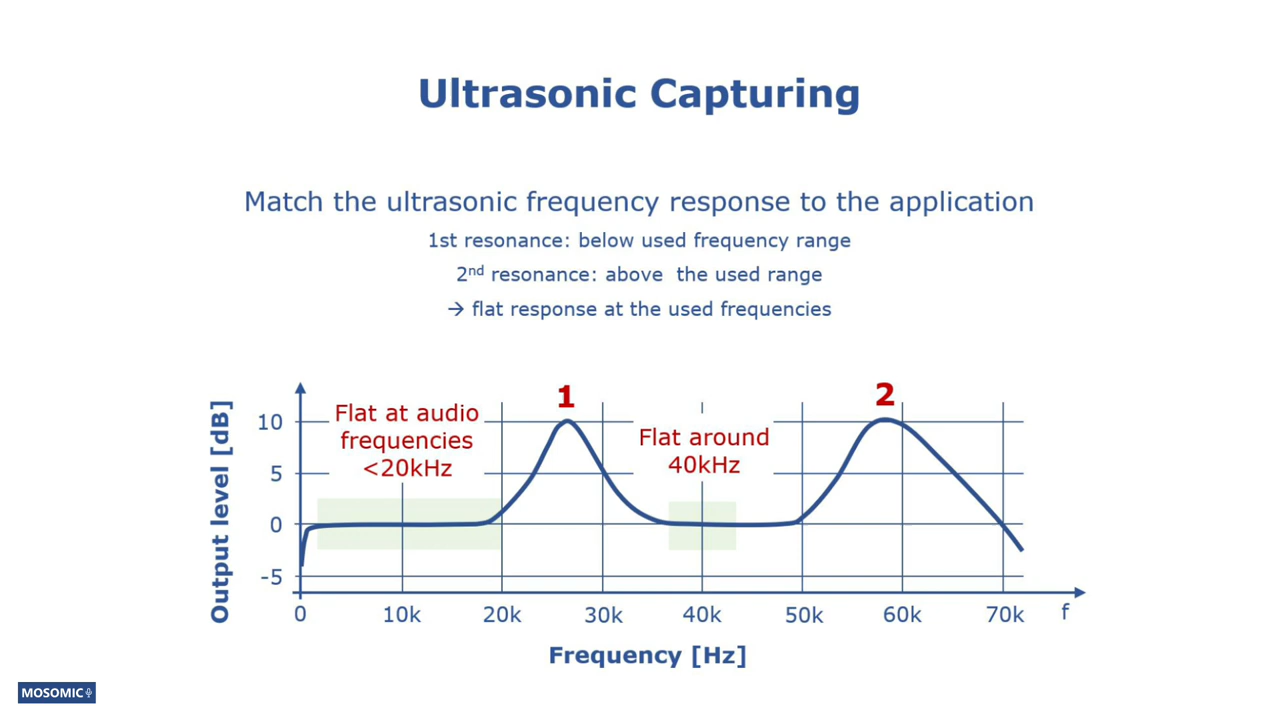 Ultrasonic Capturing
Match the ultrasonic frequency response to the application
1st resonance: below used frequency range
2nd resonance: above the used range
→ flat response at the used frequencies
1
2
Flat at audio
frequencies
<20kHz
Flat around
40kHz
Output level [dB]
10
5
0
-5
0 10k 20k 30k 40k 50k 60k 70k f
Frequency [Hz]
MOSOMIC